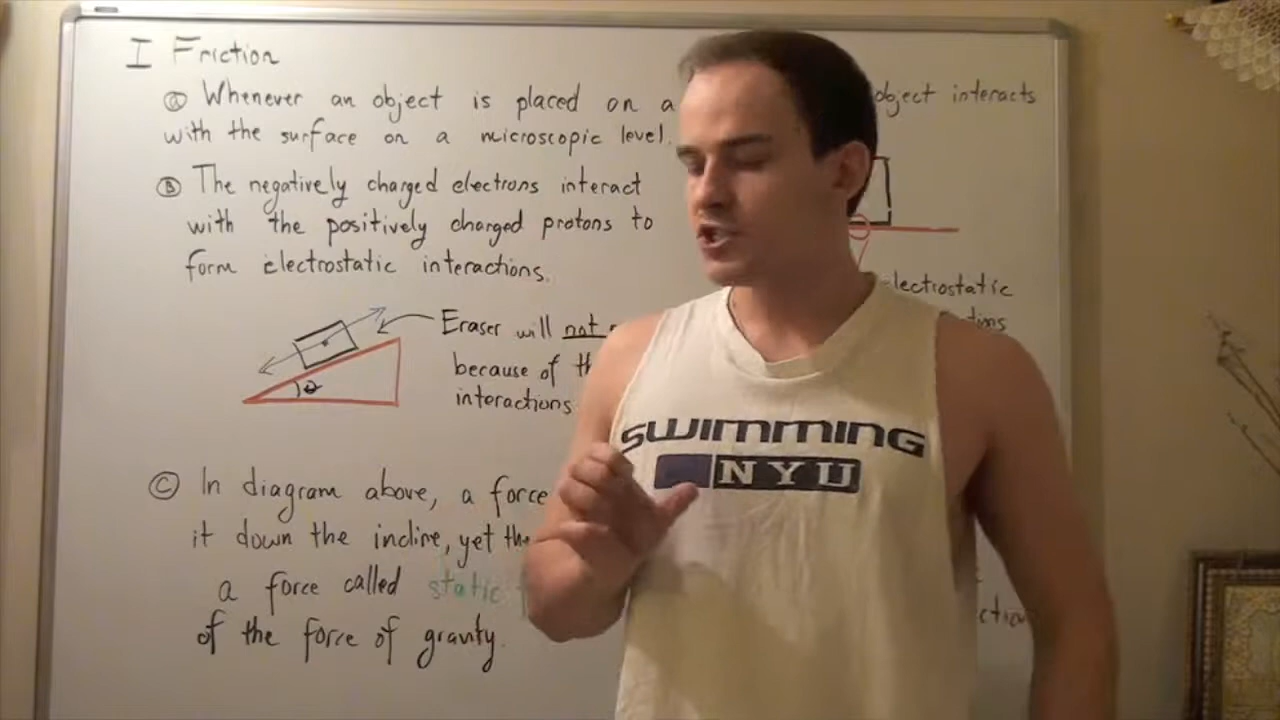 I Friction
Ⓐ Whenever an object is placed on a object interacts
with the surface on a microscopic level.
Ⓑ The negatively charged electrons interact
with the positively charged protons to
form electrostatic interactions.
electrostatic
Eraser will not
because of
interactions
θ
Ⓒ In diagram above, a force
it down the incline, yet
a force called static
of the force of gravity.
SWIMMING
NYU